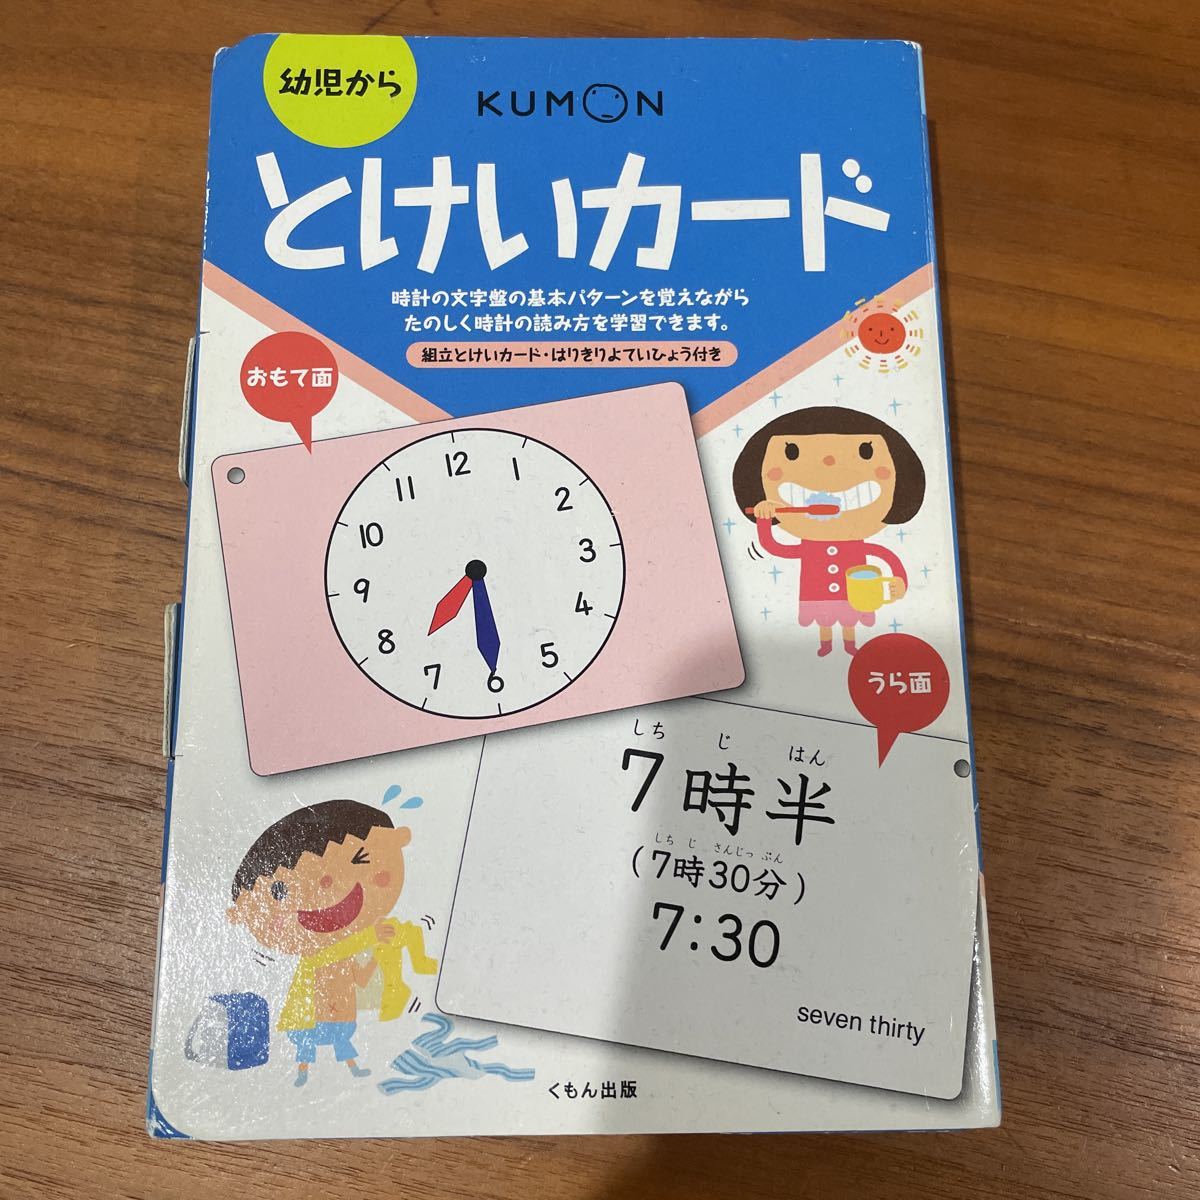 幼児から
KUMON
とけいカード
時計の文字盤の基本パターンを覚えながら
たのしく時計の読み方を学習できます。
組立とけいカード・はりきりよていひょう付き
おもて面
12
1
2
3
4
5
6
7
8
9
10
11
うら面
しち じ はん
7時半
しち じ さんじっ ぷん
(7時30分)
7:30
seven thirty
くもん出版